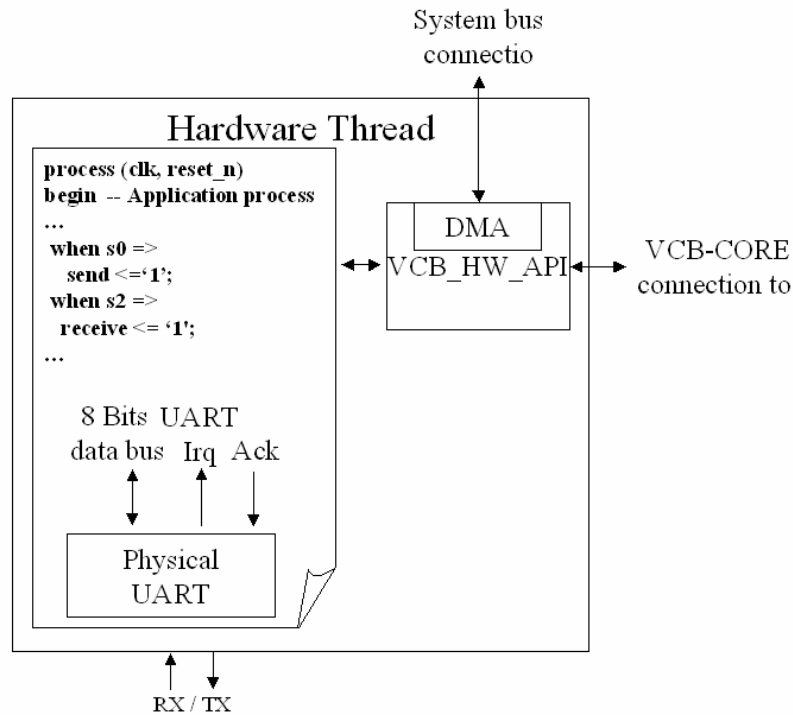 System bus
connectio
Hardware Thread
process (clk, reset_n)
begin -- Application process
...
when s0 =>
send <=‘1’;
when s2 =>
receive <= ‘1';
...
DMA
VCB_HW_API
VCB-CORE
connection to
8 Bits UART
data bus Irq Ack
Physical
UART
RX / TX